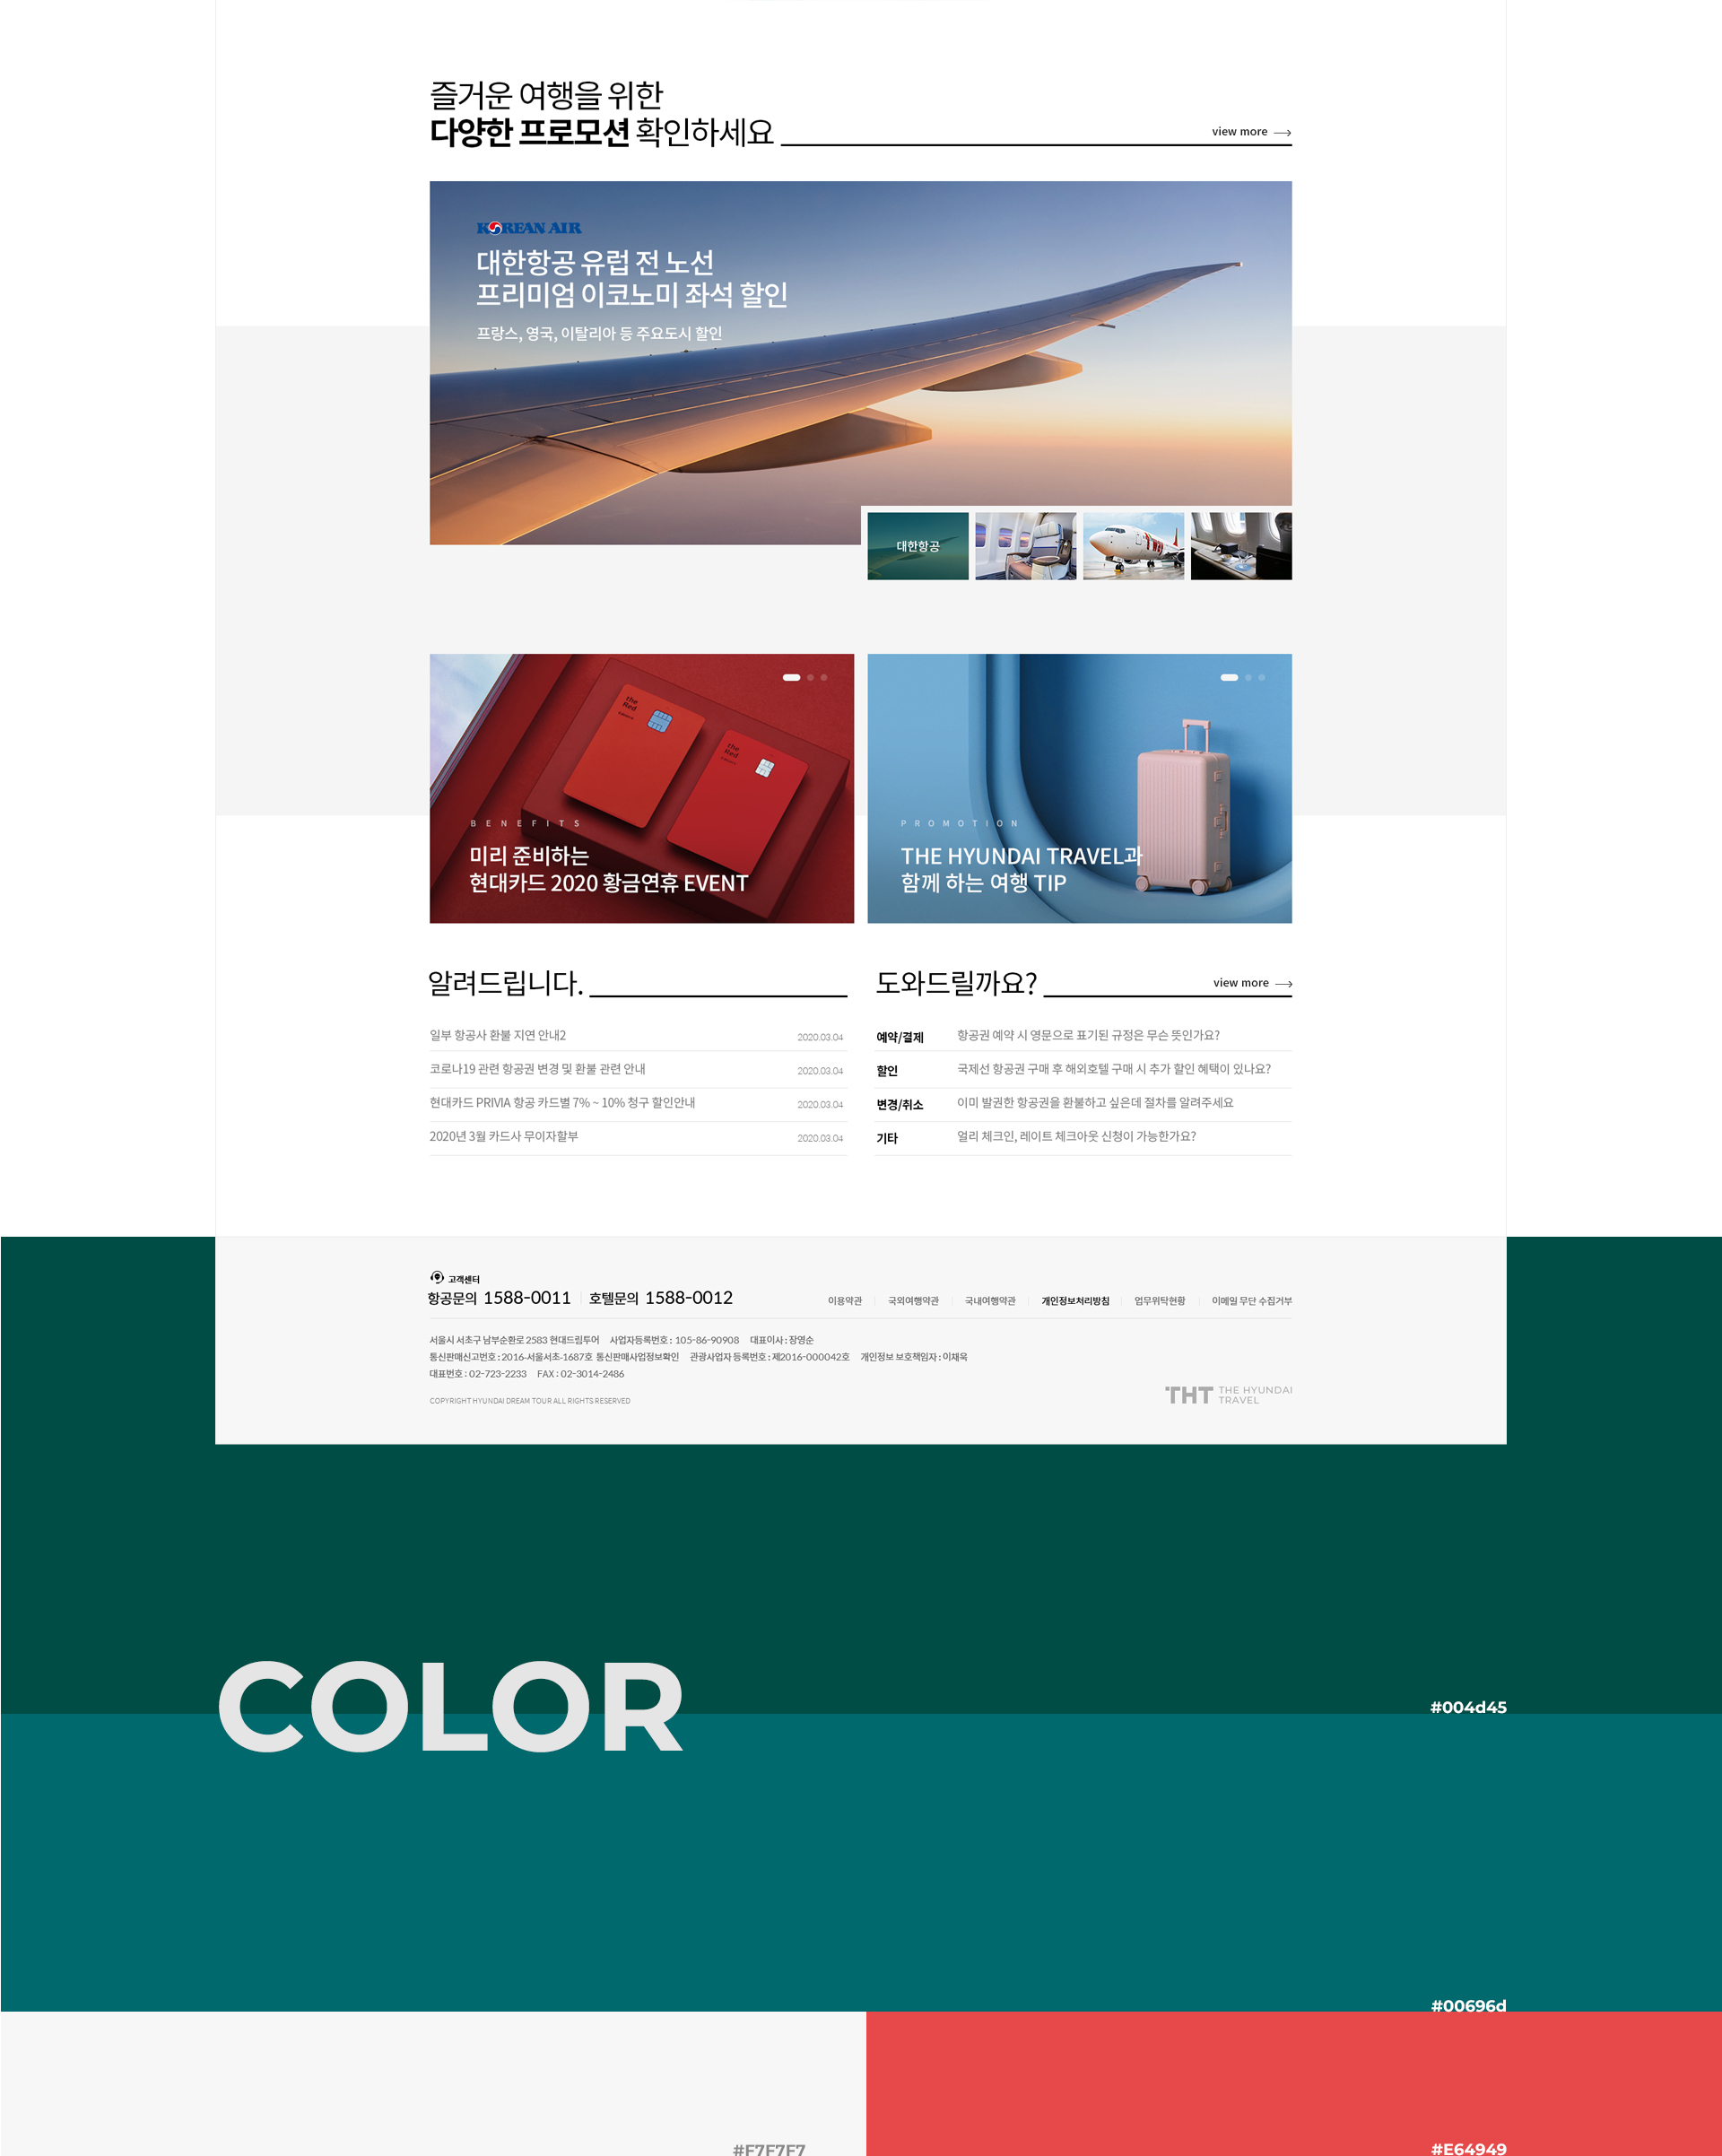 즐거운 여행을 위한
다양한 프로모션 확인하세요
view more
KOREAN AIR
대한항공 유럽 전 노선
프리미엄 이코노미 좌석 할인
프랑스, 영국, 이탈리아 등 주요도시 할인
대한항공
t'way
the Red
the Red
BENEFITS
미리 준비하는
현대카드 2020 황금연휴 EVENT
PROMOTION
THE HYUNDAI TRAVEL과
함께 하는 여행 TIP
알려드립니다.
일부 항공사 환불 지연 안내2 2020.03.04
코로나19 관련 항공권 변경 및 환불 관련 안내 2020.03.04
현대카드 PRIVIA 항공 카드별 7% ~ 10% 청구 할인안내 2020.03.04
2020년 3월 카드사 무이자할부 2020.03.04
도와드릴까요?
view more
예약/결제 항공권 예약 시 영문으로 표기된 규정은 무슨 뜻인가요?
할인 국제선 항공권 구매 후 해외호텔 구매 시 추가 할인 혜택이 있나요?
변경/취소 이미 발권한 항공권을 환불하고 싶은데 절차를 알려주세요
기타 얼리 체크인, 레이트 체크아웃 신청이 가능한가요?
고객센터
항공문의 1588-0011 호텔문의 1588-0012
이용약관 국외여행약관 국내여행약관 개인정보처리방침 업무위탁현황 이메일 무단 수집거부
서울시 서초구 남부순환로 2583 현대드림투어 사업자등록번호 : 105-86-90908 대표이사 : 장영순
통신판매신고번호 : 2016-서울서초-1687호 통신판매사업정보확인 관광사업자 등록번호 : 제2016-000042호 개인정보 보호책임자 : 이채욱
대표번호 : 02-723-2233 FAX : 02-3014-2486
COPYRIGHT HYUNDAI DREAM TOUR ALL RIGHTS RESERVED
THT THE HYUNDAI
TRAVEL
COLOR
#004d45
#00696d
#F7F7F7
#E64949